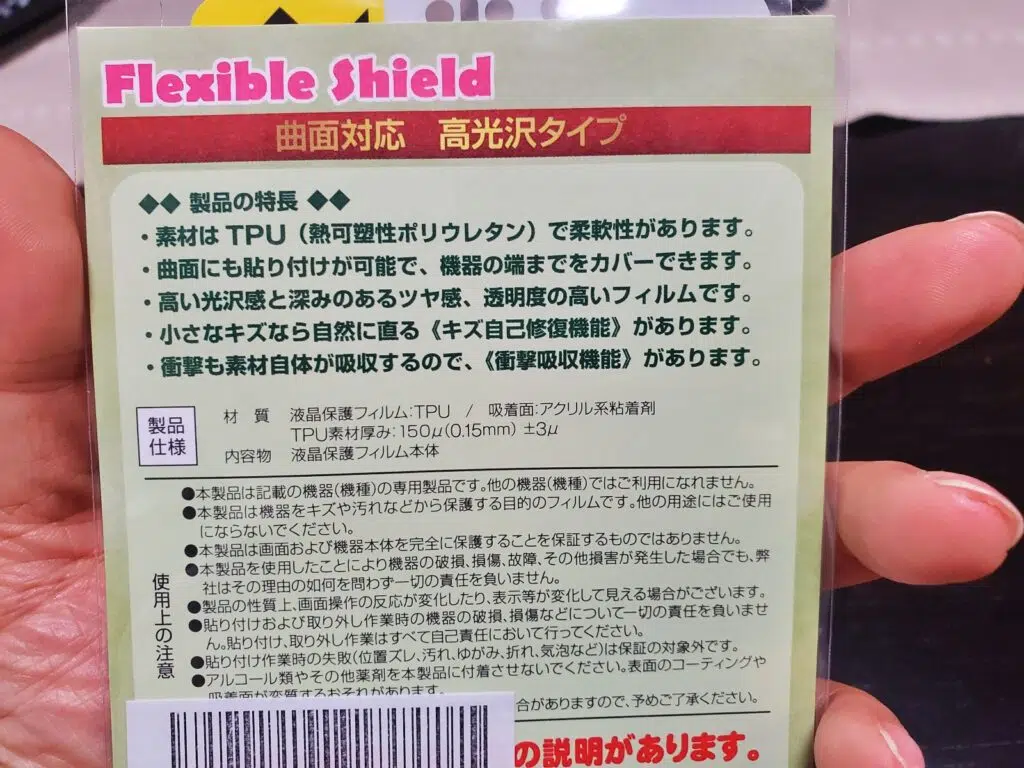 Flexible Shield
曲面対応 高光沢タイプ
◆◆ 製品の特長 ◆◆
・素材は TPU（熱可塑性ポリウレタン）で柔軟性があります。
・曲面にも貼り付けが可能で、機器の端までをカバーできます。
・高い光沢感と深みのあるツヤ感、透明度の高いフィルムです。
・小さなキズなら自然に直る《キズ自己修復機能》があります。
・衝撃も素材自体が吸収するので、《衝撃吸収機能》があります。
製品仕様
材 質 液晶保護フィルム:TPU / 吸着面:アクリル系粘着剤
TPU素材厚み:150μ(0.15mm) ±3μ
内容物 液晶保護フィルム本体
使用上の注意
●本製品は記載の機器(機種)の専用製品です。他の機器(機種)ではご利用になれません。
●本製品は機器をキズや汚れなどから保護する目的のフィルムです。他の用途にはご使用
にならないでください。
●本製品は画面および機器本体を完全に保護することを保証するものではありません。
●本製品を使用したことにより機器の破損、損傷、故障、その他損害が発生した場合でも、弊
社はその理由の如何を問わず一切の責任を負いません。
●製品の性質上、画面操作の反応が変化したり、表示等が変化して見える場合がございます。
●貼り付けおよび取り外し作業時の機器の破損、損傷などについて一切の責任を負いませ
ん。貼り付け、取り外し作業はすべて自己責任において行ってください。
●貼り付け作業時の失敗(位置ズレ、汚れ、ゆがみ、折れ、気泡など)は保証の対象外です。
●アルコール類やその他薬剤を本製品に付着させないでください。表面のコーティングや
吸着面が変質するおそれがあります。
合がありますので、予めご了承ください。
の説明があります。